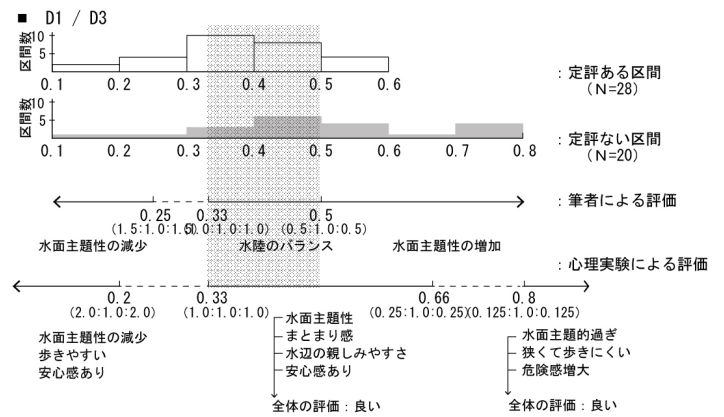 ■ D1 / D3
区間数
10
5
0.1 0.2 0.3 0.4 0.5 0.6
：定評ある区間
（N=28）
区間数
10
5
0.1 0.2 0.3 0.4 0.5 0.6 0.7 0.8
：定評ない区間
（N=20）
：筆者による評価
0.25 0.33 0.5
(1.5:1.0:1.5) (1.0:1.0:1.0) (0.5:1.0:0.5)
水面主題性の減少 水陸のバランス 水面主題性の増加
：心理実験による評価
0.2 0.33 0.66 0.8
(2.0:1.0:2.0) (1.0:1.0:1.0) (0.25:1.0:0.25) (0.125:1.0:0.125)
水面主題性の減少
歩きやすい
安心感あり
水面主題性
まとまり感
水辺の親しみやすさ
安心感あり
全体の評価：良い
水面主題的過ぎ
狭くて歩きにくい
危険感増大
全体の評価：良い